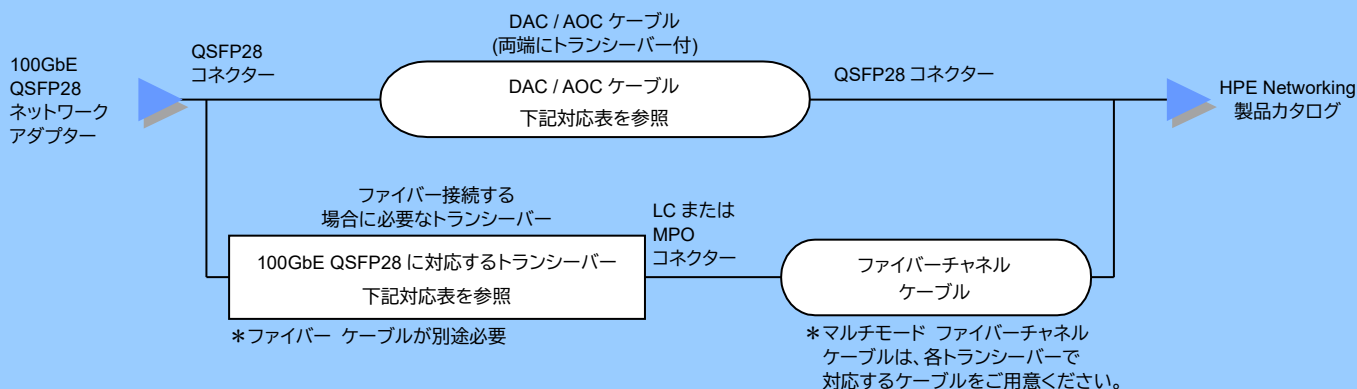 100GbE
QSFP28
ネットワーク
アダプター
QSFP28
コネクター
DAC / AOC ケーブル
(両端にトランシーバー付)
DAC / AOC ケーブル
下記対応表を参照
QSFP28 コネクター
HPE Networking
製品カタログ
ファイバー接続する
場合に必要なトランシーバー
100GbE QSFP28 に対応するトランシーバー
下記対応表を参照
＊ファイバー ケーブルが別途必要
LC または
MPO
コネクター
ファイバーチャネル
ケーブル
＊マルチモード ファイバーチャネル
ケーブルは、各トランシーバーで
対応するケーブルをご用意ください。